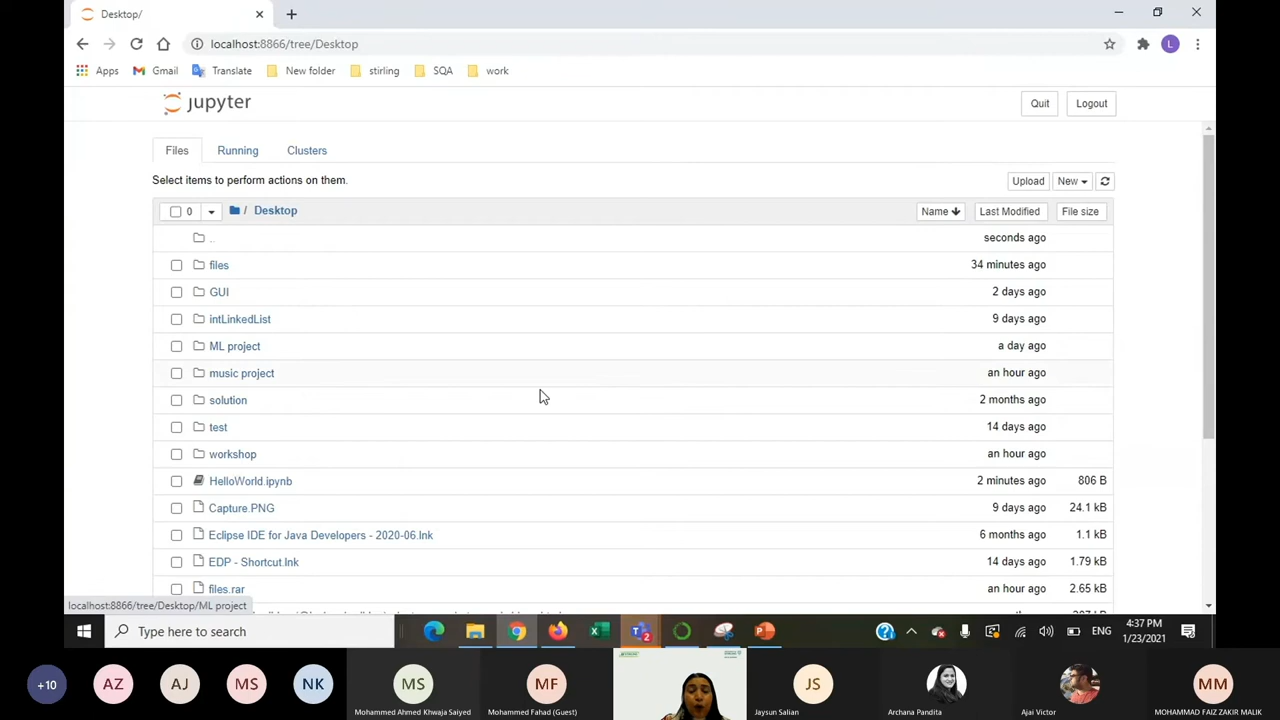 Desktop/
localhost:8866/tree/Desktop
L
Apps Gmail Translate New folder stirling SQA work
jupyter Quit Logout
Files Running Clusters
Select items to perform actions on them.
Upload New
0 / Desktop Name Last Modified File size
.. seconds ago
files 34 minutes ago
GUI 2 days ago
intLinkedList 9 days ago
ML project a day ago
music project an hour ago
solution 2 months ago
test 14 days ago
workshop an hour ago
HelloWorld.ipynb 2 minutes ago 806 B
Capture.PNG 9 days ago 24.1 kB
Eclipse IDE for Java Developers - 2020-06.lnk 6 months ago 1.1 kB
EDP - Shortcut.lnk 14 days ago 1.79 kB
files.rar an hour ago 2.65 kB
localhost:8866/tree/Desktop/ML project
Type here to search
2
ENG
4:37 PM
1/23/2021
+10 AZ AJ MS NK MS MF JS MM
Mohammed Ahmed Khwaja Saiyed Mohammed Fahad (Guest) Jaysun Salian Archana Pandita Ajai Victor MOHAMMAD FAIZ ZAKIR MALIK